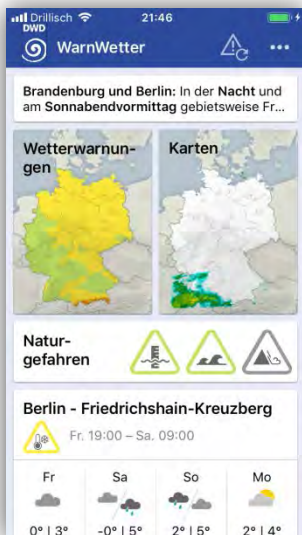 Drillisch 21:46
DWD
WarnWetter
Brandenburg und Berlin: In der Nacht und
am Sonnabendvormittag gebietsweise Fr...
Wetterwarnun-
gen
Karten
Natur-
gefahren
Berlin - Friedrichshain-Kreuzberg
Fr. 19:00 – Sa. 09:00
Fr Sa So Mo
0° | 3° -0° | 5° 2° | 5° 2° | 4°